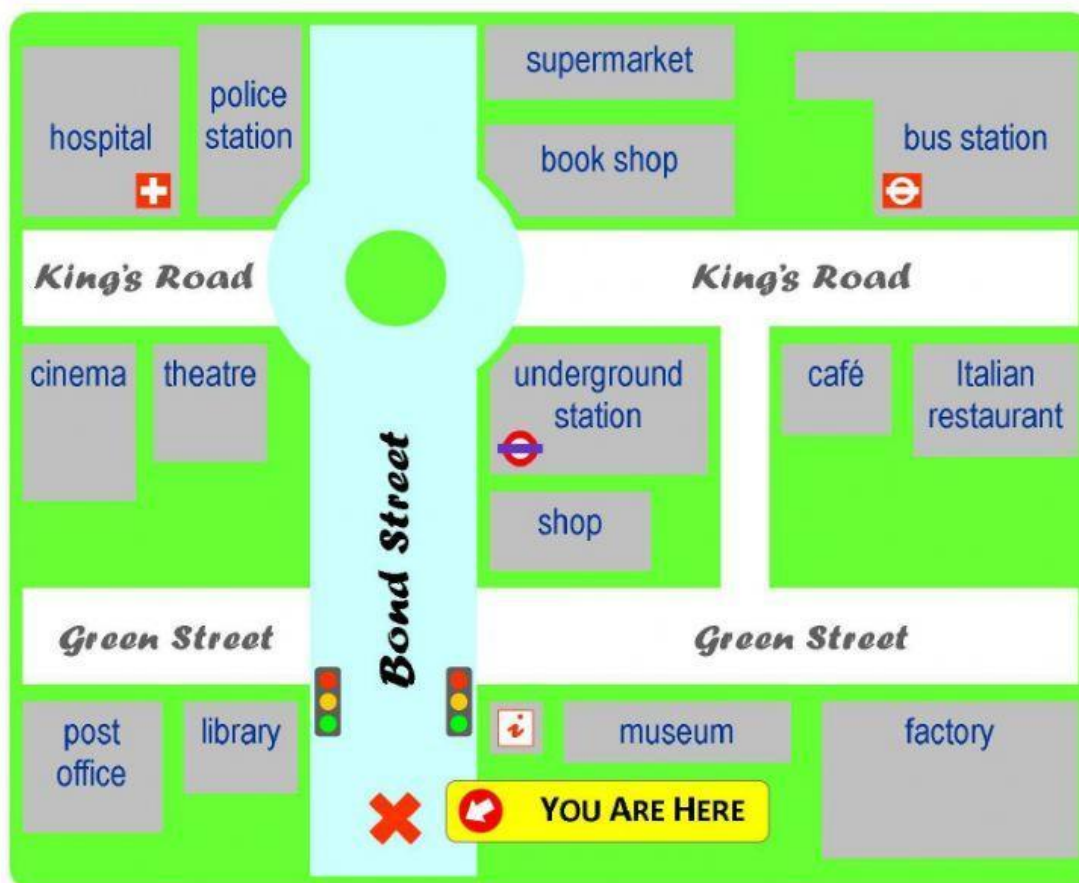 hospital
police
station
supermarket
book shop
bus station
King's Road
King's Road
cinema
theatre
underground
station
café
Italian
restaurant
Bond Street
shop
Green Street
Green Street
post
office
library
i
museum
factory
YOU ARE HERE